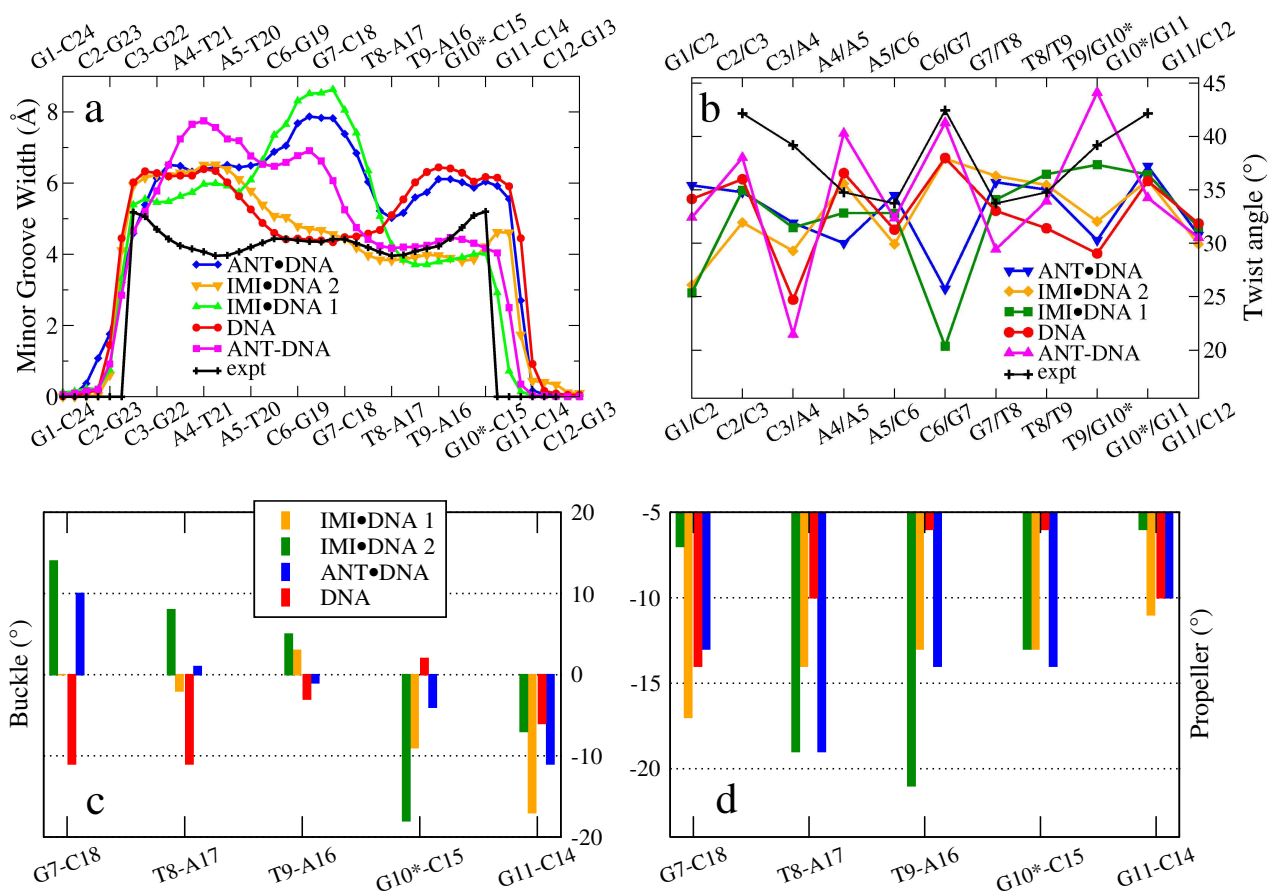 G1-C24 C2-G23 C3-G22 A4-T21 A5-T20 C6-G19 G7-C18 T8-A17 T9-A16 G10*-C15 G11-C14 C12-G13
a
Minor Groove Width (Å)
8
6
4
2
0
ANT•DNA
IMI•DNA 2
IMI•DNA 1
DNA
ANT-DNA
expt
G1-C24 C2-G23 C3-G22 A4-T21 A5-T20 C6-G19 G7-C18 T8-A17 T9-A16 G10*-C15 G11-C14 C12-G13
G1/C2 C2/C3 C3/A4 A4/A5 A5/C6 C6/G7 G7/T8 T8/T9 T9/G10* G10*/G11 G11/C12
b
Twist angle (°)
45
40
35
30
25
20
ANT•DNA
IMI•DNA 2
IMI•DNA 1
DNA
ANT-DNA
expt
G1/C2 C2/C3 C3/A4 A4/A5 A5/C6 C6/G7 G7/T8 T8/T9 T9/G10* G10*/G11 G11/C12
IMI•DNA 1
IMI•DNA 2
ANT•DNA
DNA
Buckle (°)
20
10
0
-10
-20
c
G7-C18 T8-A17 T9-A16 G10*-C15 G11-C14
-5
-10
-15
-20
Propeller (°)
d
G7-C18 T8-A17 T9-A16 G10*-C15 G11-C14